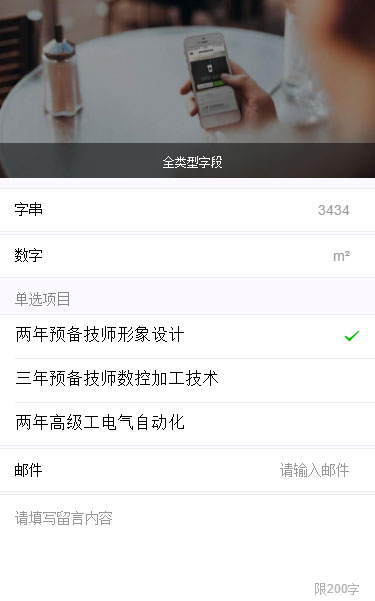 全类型字段
字串 3434
数字 m²
单选项目
两年预备技师形象设计
三年预备技师数控加工技术
两年高级工电气自动化
邮件 请输入邮件
请填写留言内容
限200字